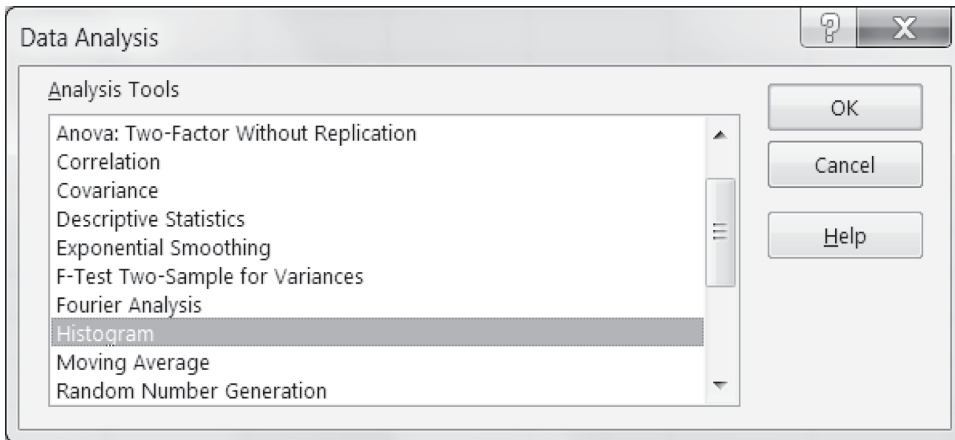 Data Analysis
? X
Analysis Tools
Anova: Two-Factor Without Replication
Correlation
Covariance
Descriptive Statistics
Exponential Smoothing
F-Test Two-Sample for Variances
Fourier Analysis
Histogram
Moving Average
Random Number Generation
OK
Cancel
Help